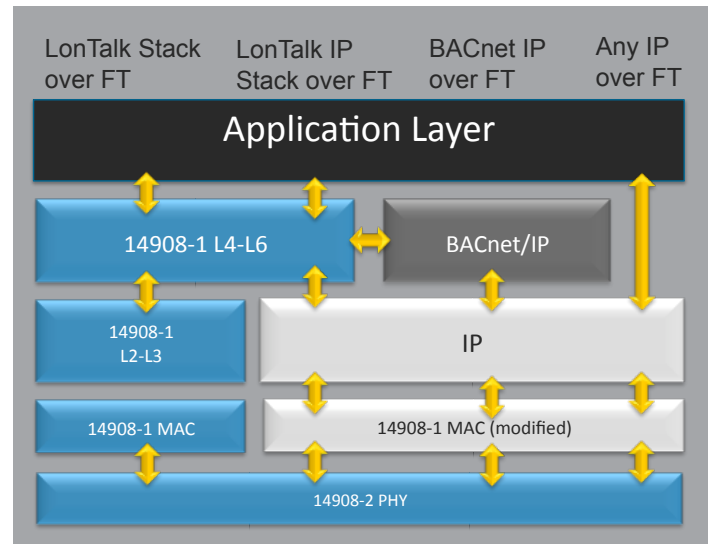 LonTalk Stack
over FT
LonTalk IP
Stack over FT
BACnet IP
over FT
Any IP
over FT
Application Layer
14908-1 L4-L6
BACnet/IP
14908-1
L2-L3
IP
14908-1 MAC
14908-1 MAC (modified)
14908-2 PHY